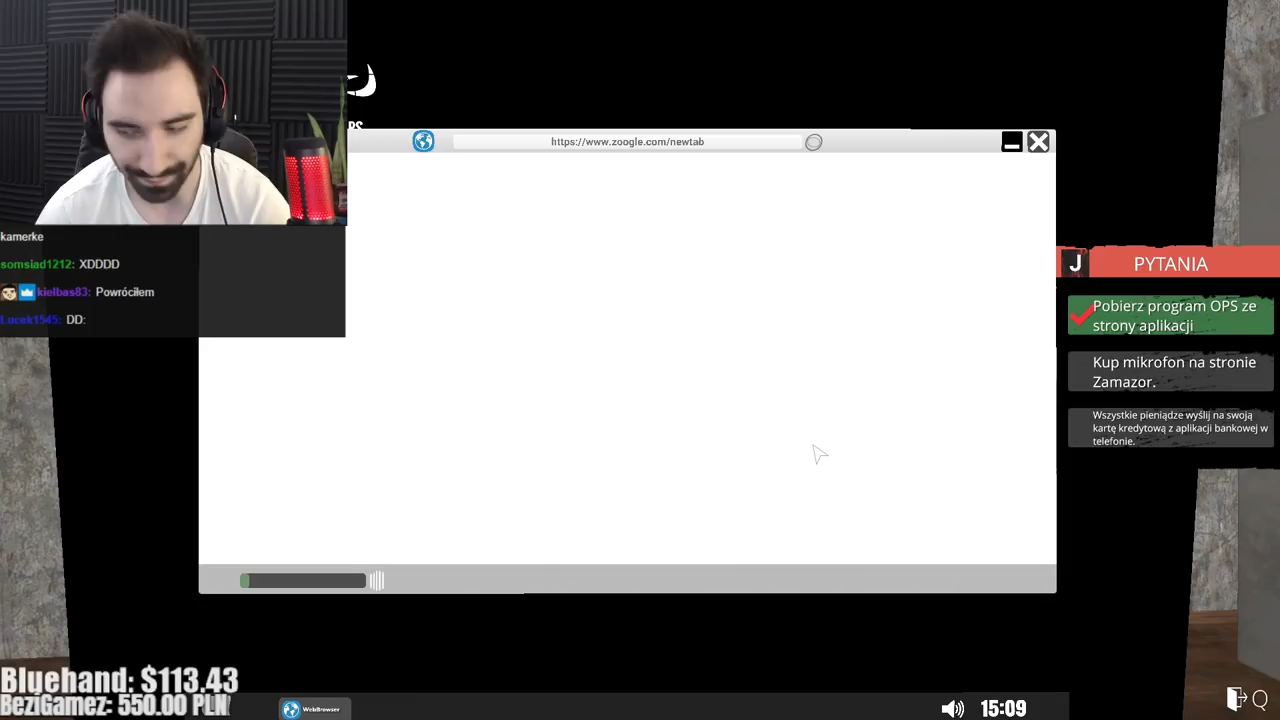 PS
https://www.zoogle.com/newtab
kamerke
somsiad1212: XDDDD
kielbas83: Powróciłem
Lucek1545: DD:
J PYTANIA
Pobierz program OPS ze
strony aplikacji
Kup mikrofon na stronie
Zamazor.
Wszystkie pieniądze wyślij na swoją
kartę kredytową z aplikacji bankowej w
telefonie.
Bluehand: $113.43
BeziGamez: 550.00 PLN
WebBrowser
15:09
Q